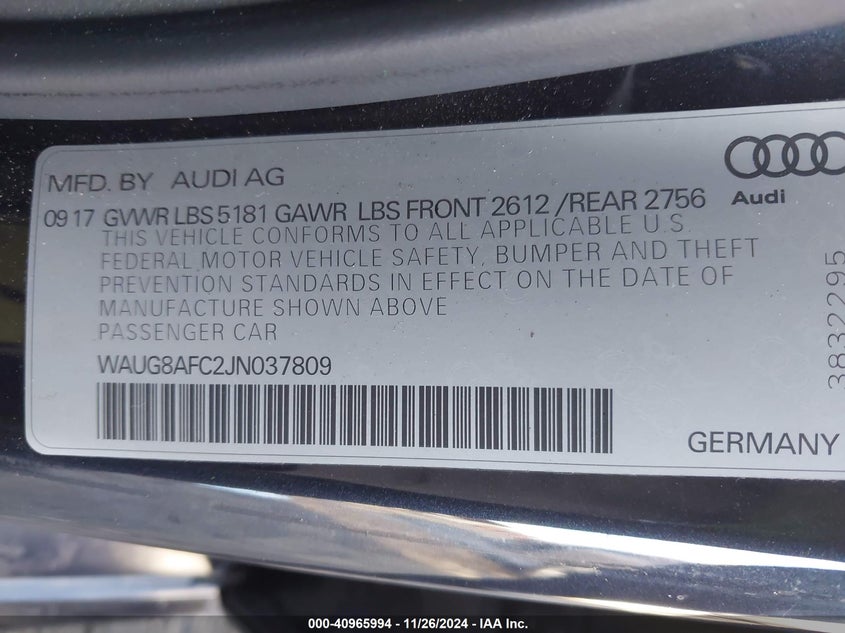 MFD. BY AUDI AG
Audi
09 17 GVWR LBS 5181 GAWR LBS FRONT 2612 /REAR 2756
THIS VEHICLE CONFORMS TO ALL APPLICABLE U.S.
FEDERAL MOTOR VEHICLE SAFETY, BUMPER AND THEFT
PREVENTION STANDARDS IN EFFECT ON THE DATE OF
MANUFACTURE SHOWN ABOVE
PASSENGER CAR
WAUG8AFC2JN037809
3832295
GERMANY
000-40965994 - 11/26/2024 - IAA Inc.